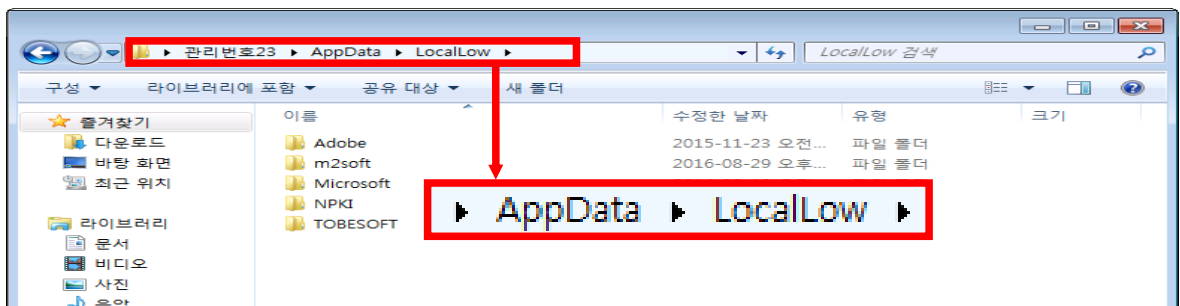 관리번호23 ▸ AppData ▸ LocalLow ▸ LocalLow 검색
구성 ▼ 라이브러리에 포함 ▼ 공유 대상 ▼ 새 폴더
즐겨찾기
다운로드
바탕 화면
최근 위치
라이브러리
문서
비디오
사진
음악
이름 수정한 날짜 유형 크기
Adobe 2015-11-23 오전... 파일 폴더
m2soft 2016-08-29 오후... 파일 폴더
Microsoft
NPKI
TOBESOFT
▸ AppData ▸ LocalLow ▸